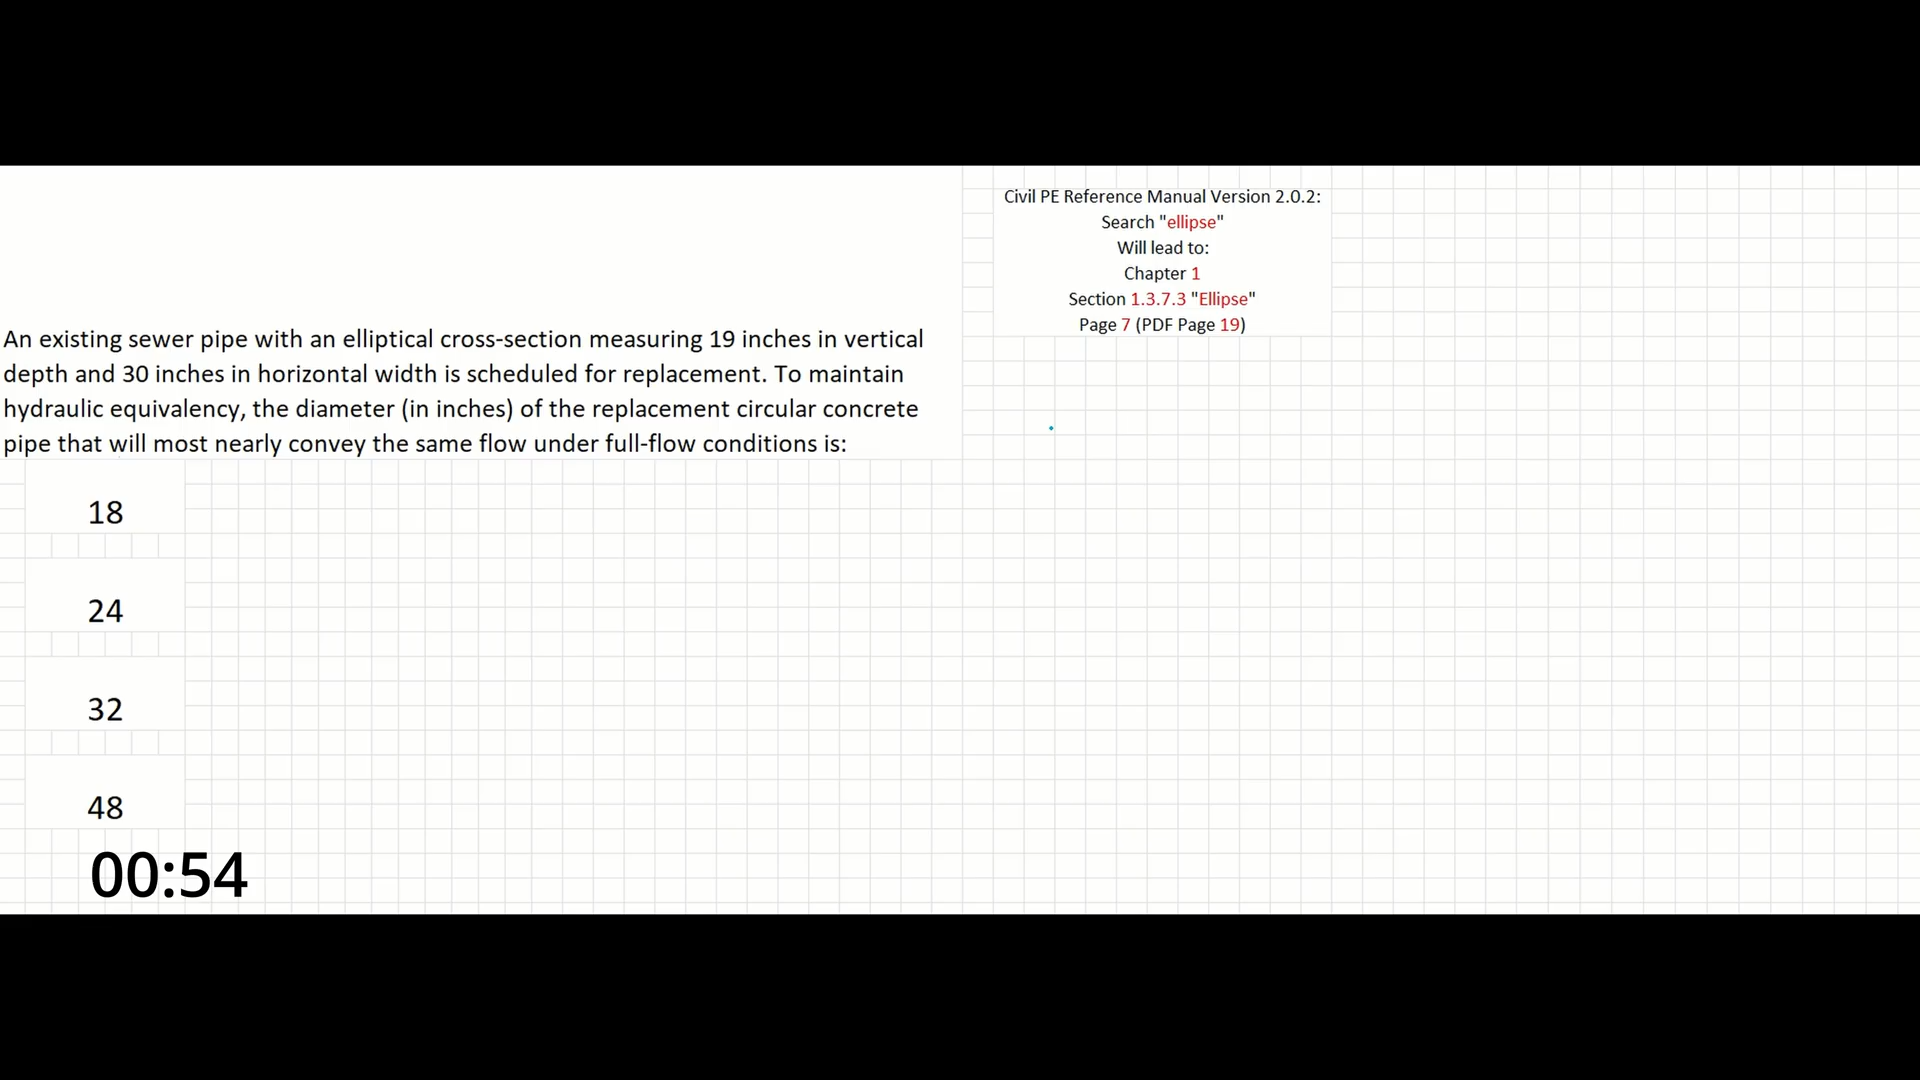 Civil PE Reference Manual Version 2.0.2:
Search "ellipse"
Will lead to:
Chapter 1
Section 1.3.7.3 "Ellipse"
Page 7 (PDF Page 19)
An existing sewer pipe with an elliptical cross-section measuring 19 inches in vertical
depth and 30 inches in horizontal width is scheduled for replacement. To maintain
hydraulic equivalency, the diameter (in inches) of the replacement circular concrete
pipe that will most nearly convey the same flow under full-flow conditions is:
18
24
32
48
00:54